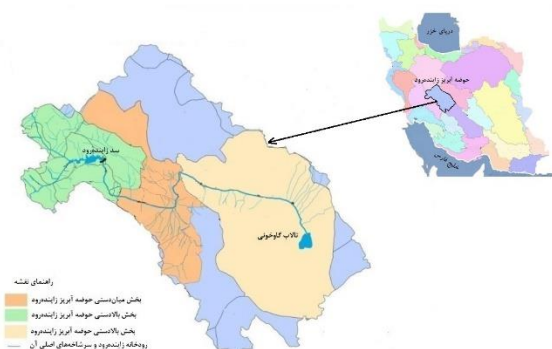 دریای خزر
حوضه آبریز زاینده‌رود
خلیج فارس
سد زاینده‌رود
تالاب گاوخونی
راهنمای نقشه
بخش میان‌دستی حوضه آبریز زاینده‌رود
بخش بالادستی حوضه آبریز زاینده‌رود
بخش بالادستی حوضه آبریز زاینده‌رود
رودخانه زاینده‌رود و سرشاخه‌های اصلی آن